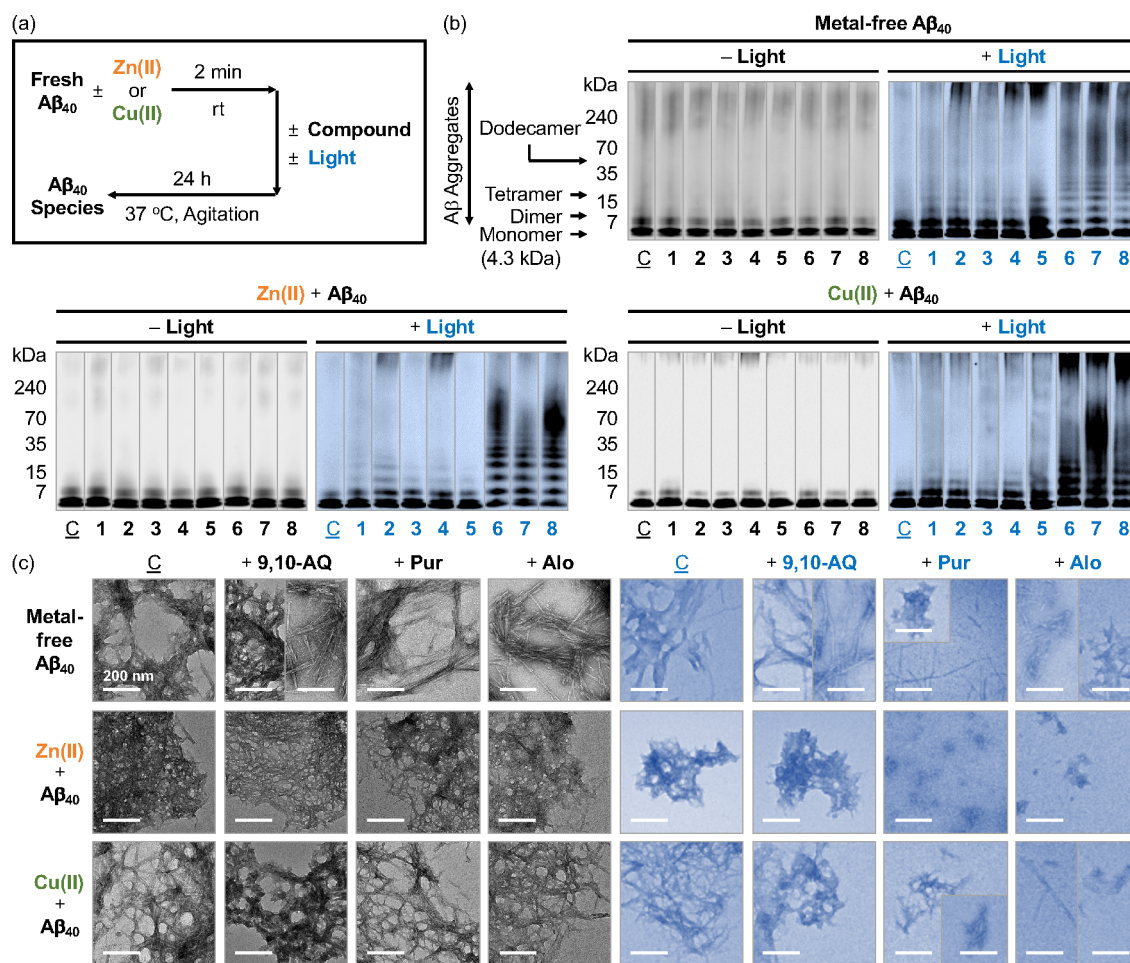 (a)
Fresh Aβ40 ± Zn(II) or Cu(II)
2 min
rt
± Compound
± Light
24 h
37 °C, Agitation
Aβ40 Species
(b)
Metal-free Aβ40
– Light
+ Light
Aβ Aggregates
Dodecamer
Tetramer
Dimer
Monomer
(4.3 kDa)
kDa
240
70
35
15
7
C 1 2 3 4 5 6 7 8 C 1 2 3 4 5 6 7 8
Zn(II) + Aβ40
– Light
+ Light
kDa
240
70
35
15
7
C 1 2 3 4 5 6 7 8 C 1 2 3 4 5 6 7 8
Cu(II) + Aβ40
– Light
+ Light
kDa
240
70
35
15
7
C 1 2 3 4 5 6 7 8 C 1 2 3 4 5 6 7 8
(c)
C + 9,10-AQ + Pur + Alo C + 9,10-AQ + Pur + Alo
Metal-
free
Aβ40
200 nm
Zn(II)
+
Aβ40
Cu(II)
+
Aβ40